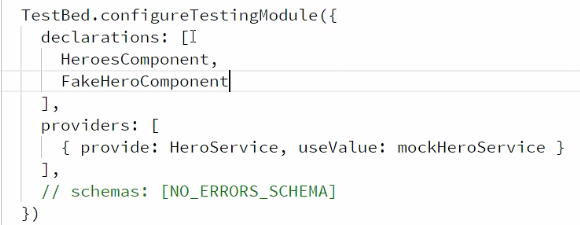 TestBed.configureTestingModule({
declarations: [
HeroesComponent,
FakeHeroComponent
],
providers: [
{ provide: HeroService, useValue: mockHeroService }
],
// schemas: [NO_ERRORS_SCHEMA]
})